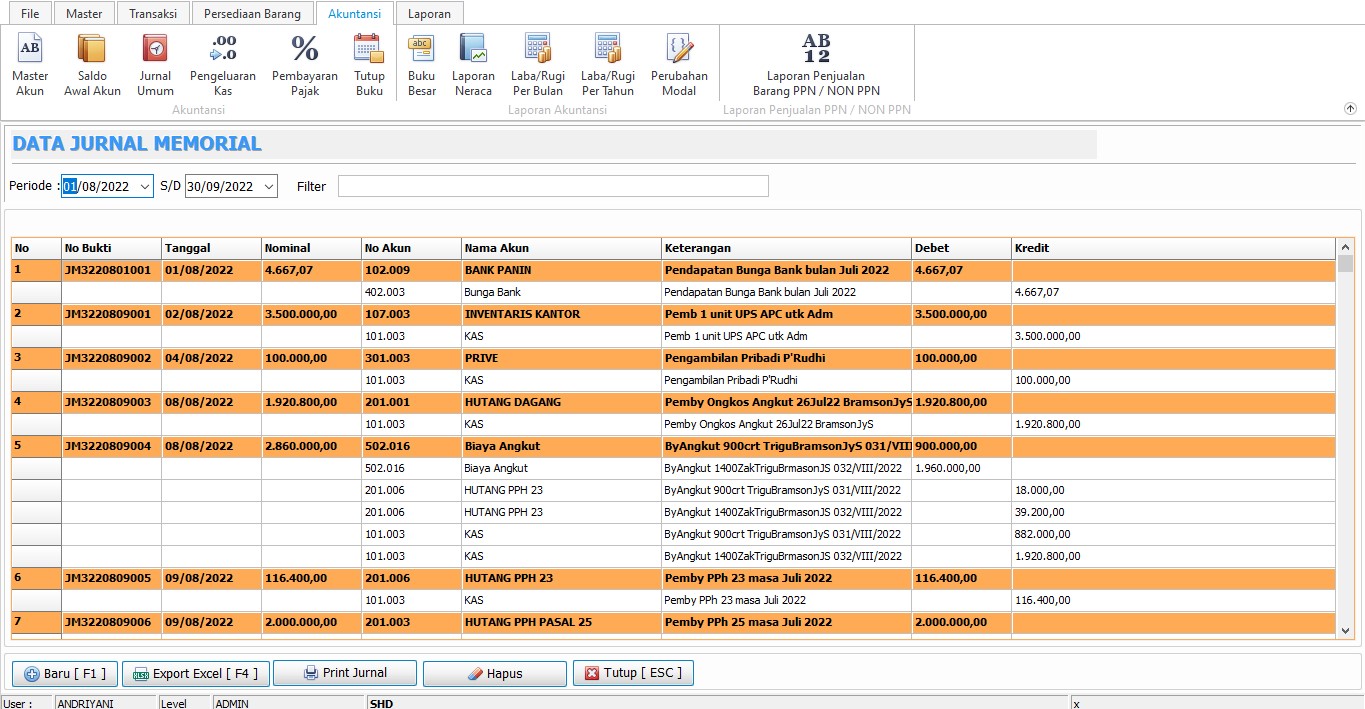 File Master Transaksi Persediaan Barang Akuntansi Laporan
AB .00 →.0 % abc AB 12
Master Akun Saldo Awal Akun Jurnal Umum Pengeluaran Kas Pembayaran Pajak Tutup Buku Buku Besar Laporan Neraca Laba/Rugi Per Bulan Laba/Rugi Per Tahun Perubahan Modal Laporan Penjualan Barang PPN / NON PPN
Akuntansi Laporan Akuntansi Laporan Penjualan PPN / NON PPN
DATA JURNAL MEMORIAL
Periode : 01/08/2022 S/D 30/09/2022 Filter
No No Bukti Tanggal Nominal No Akun Nama Akun Keterangan Debet Kredit
1 JM3220801001 01/08/2022 4.667,07 102.009 BANK PANIN Pendapatan Bunga Bank bulan Juli 2022 4.667,07
402.003 Bunga Bank Pendapatan Bunga Bank bulan Juli 2022 4.667,07
2 JM3220809001 02/08/2022 3.500.000,00 107.003 INVENTARIS KANTOR Pemb 1 unit UPS APC utk Adm 3.500.000,00
101.003 KAS Pemb 1 unit UPS APC utk Adm 3.500.000,00
3 JM3220809002 04/08/2022 100.000,00 301.003 PRIVE Pengambilan Pribadi P'Rudhi 100.000,00
101.003 KAS Pengambilan Pribadi P'Rudhi 100.000,00
4 JM3220809003 08/08/2022 1.920.800,00 201.001 HUTANG DAGANG Pemby Ongkos Angkut 26Jul22 BramsonJyS 1.920.800,00
101.003 KAS Pemby Ongkos Angkut 26Jul22 BramsonJyS 1.920.800,00
5 JM3220809004 08/08/2022 2.860.000,00 502.016 Biaya Angkut ByAngkut 900crt TriguBramsonJyS 031/VIII 900.000,00
502.016 Biaya Angkut ByAngkut 1400ZakTriguBrmasonJS 032/VIII/2022 1.960.000,00
201.006 HUTANG PPH 23 ByAngkut 900crt TriguBramsonJyS 031/VIII/2022 18.000,00
201.006 HUTANG PPH 23 ByAngkut 1400ZakTriguBrmasonJS 032/VIII/2022 39.200,00
101.003 KAS ByAngkut 900crt TriguBramsonJyS 031/VIII/2022 882.000,00
101.003 KAS ByAngkut 1400ZakTriguBrmasonJS 032/VIII/2022 1.920.800,00
6 JM3220809005 09/08/2022 116.400,00 201.006 HUTANG PPH 23 Pemby PPh 23 masa Juli 2022 116.400,00
101.003 KAS Pemby PPh 23 masa Juli 2022 116.400,00
7 JM3220809006 09/08/2022 2.000.000,00 201.003 HUTANG PPH PASAL 25 Pemby PPh 25 masa Juli 2022 2.000.000,00
Baru [ F1 ] Export Excel [ F4 ] Print Jurnal Hapus Tutup [ ESC ]
User : ANDRIYANI Level ADMIN SHD x